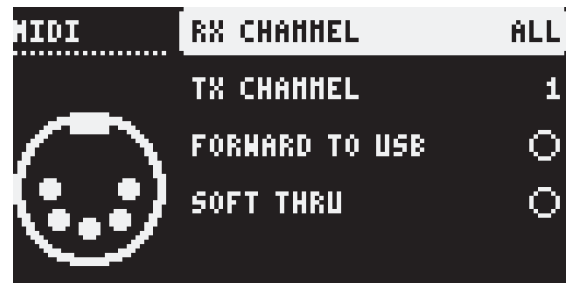 MIDI
RX CHANNEL ALL
TX CHANNEL 1
FORWARD TO USB
SOFT THRU